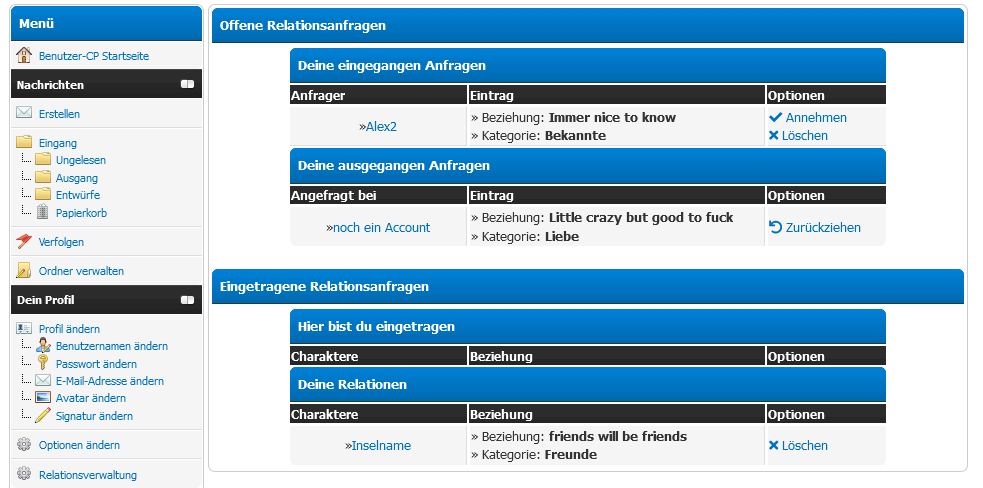 Menü
Benutzer-CP Startseite
Nachrichten
Erstellen
Eingang
Ungelesen
Ausgang
Entwürfe
Papierkorb
Verfolgen
Ordner verwalten
Dein Profil
Profil ändern
Benutzernamen ändern
Passwort ändern
E-Mail-Adresse ändern
Avatar ändern
Signatur ändern
Optionen ändern
Relationsverwaltung
Offene Relationsanfragen
Deine eingegangen Anfragen
Anfrager Eintrag Optionen
»Alex2
» Beziehung: Immer nice to know
» Kategorie: Bekannte
Annehmen
Löschen
Deine ausgegangen Anfragen
Angefragt bei Eintrag Optionen
»noch ein Account
» Beziehung: Little crazy but good to fuck
» Kategorie: Liebe
Zurückziehen
Eingetragene Relationsanfragen
Hier bist du eingetragen
Charaktere Beziehung Optionen
Deine Relationen
Charaktere Beziehung Optionen
»Inselname
» Beziehung: friends will be friends
» Kategorie: Freunde
Löschen